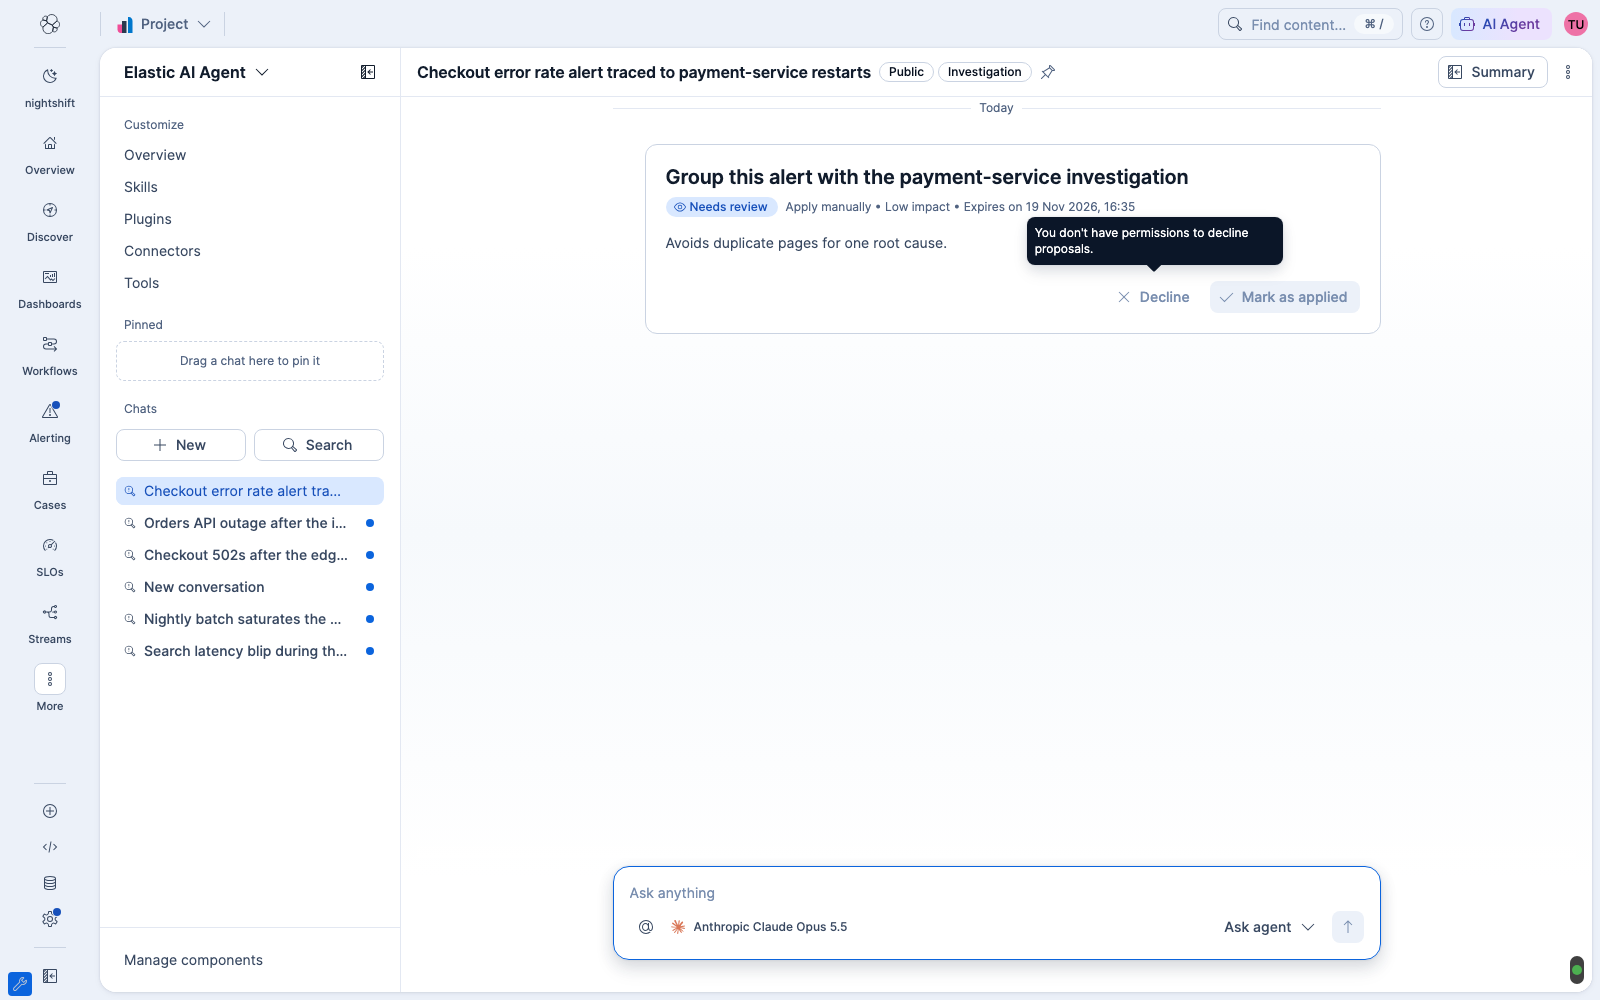 Project
Find content...
⌘ /
AI Agent
TU
nightshift
Overview
Discover
Dashboards
Workflows
Alerting
Cases
SLOs
Streams
More
Elastic AI Agent
Customize
Overview
Skills
Plugins
Connectors
Tools
Pinned
Drag a chat here to pin it
Chats
New
Search
Checkout error rate alert tra...
Orders API outage after the i...
Checkout 502s after the edg...
New conversation
Nightly batch saturates the ...
Search latency blip during th...
Manage components
Checkout error rate alert traced to payment-service restarts
Public
Investigation
Summary
Today
Group this alert with the payment-service investigation
Needs review
Apply manually • Low impact • Expires on 19 Nov 2026, 16:35
Avoids duplicate pages for one root cause.
You don't have permissions to decline
proposals.
Decline
Mark as applied
Ask anything
@
Anthropic Claude Opus 5.5
Ask agent